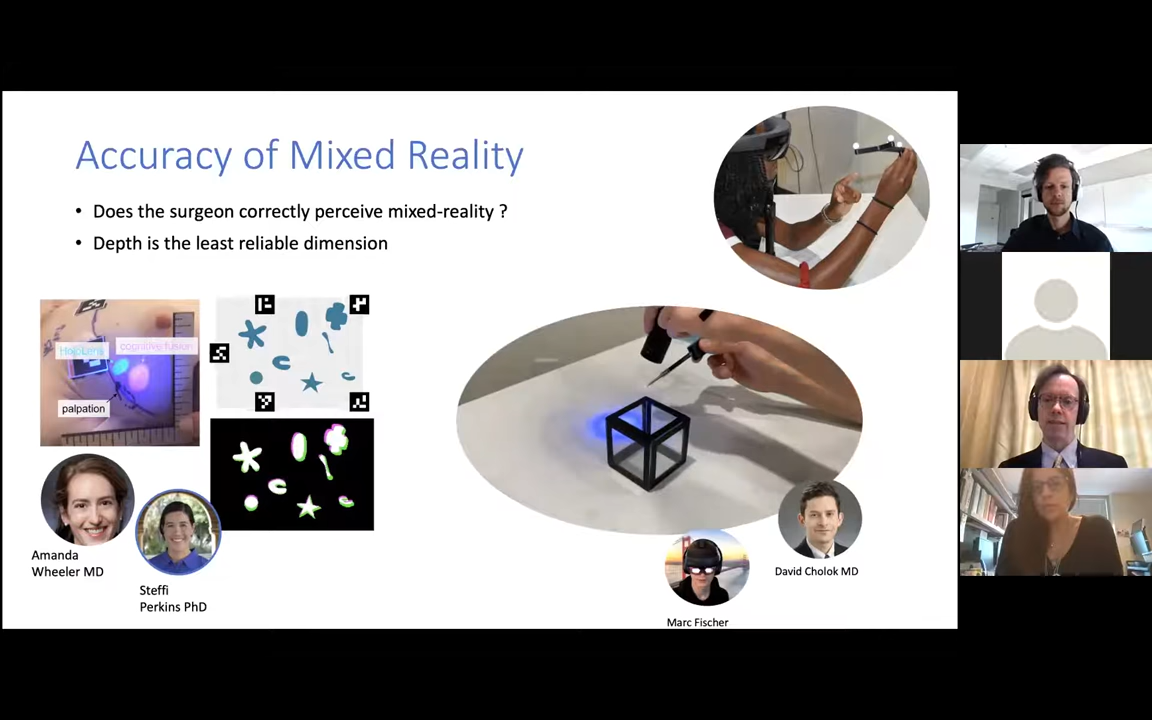 Accuracy of Mixed Reality
• Does the surgeon correctly perceive mixed-reality ?
• Depth is the least reliable dimension
HoloLens
cognitive fusion
palpation
Amanda
Wheeler MD
Steffi
Perkins PhD
David Cholok MD
Marc Fischer